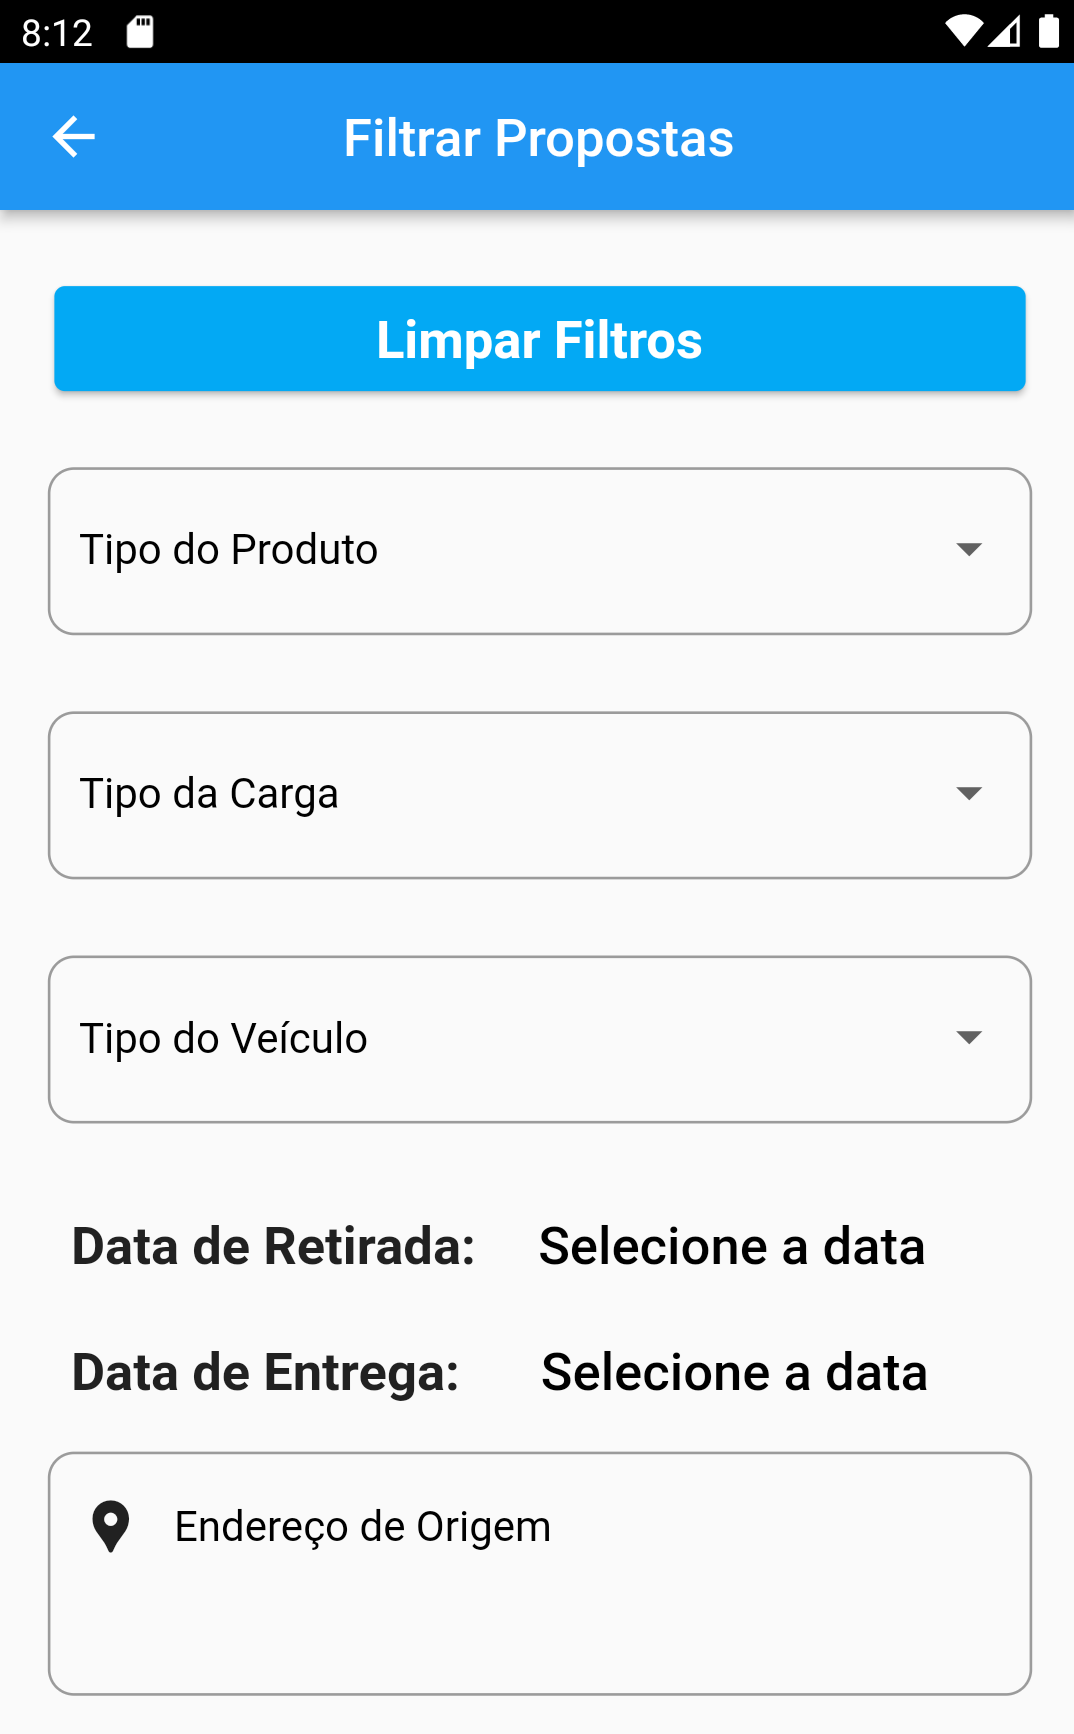 8:12
Filtrar Propostas
Limpar Filtros
Tipo do Produto
Tipo da Carga
Tipo do Veículo
Data de Retirada: Selecione a data
Data de Entrega: Selecione a data
Endereço de Origem